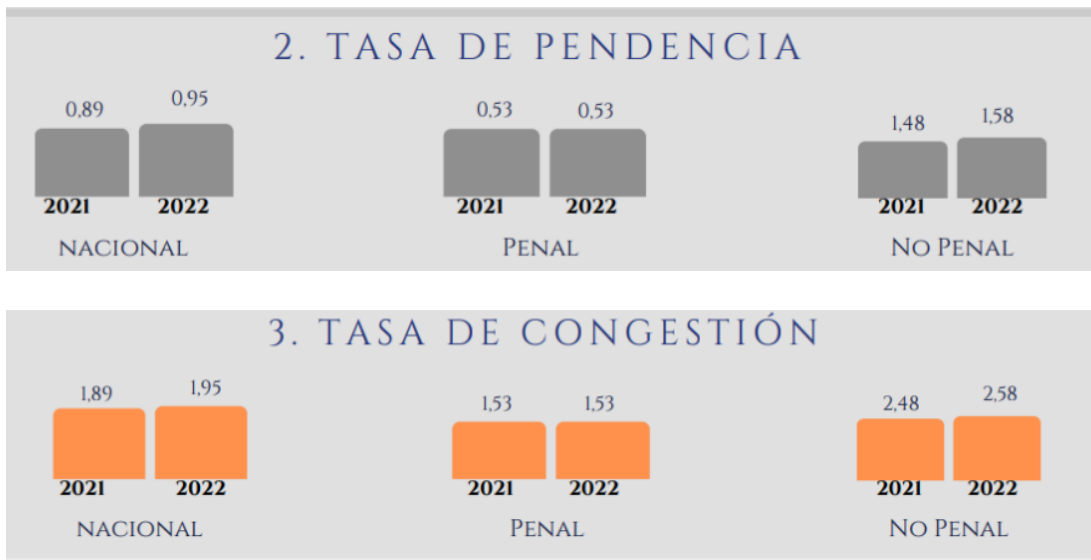 2. TASA DE PENDENCIA
0,89 0,95 0,53 0,53 1,48 1,58
2021 2022 2021 2022 2021 2022
NACIONAL PENAL NO PENAL
3. TASA DE CONGESTIÓN
1,89 1,95 1,53 1,53 2,48 2,58
2021 2022 2021 2022 2021 2022
NACIONAL PENAL NO PENAL